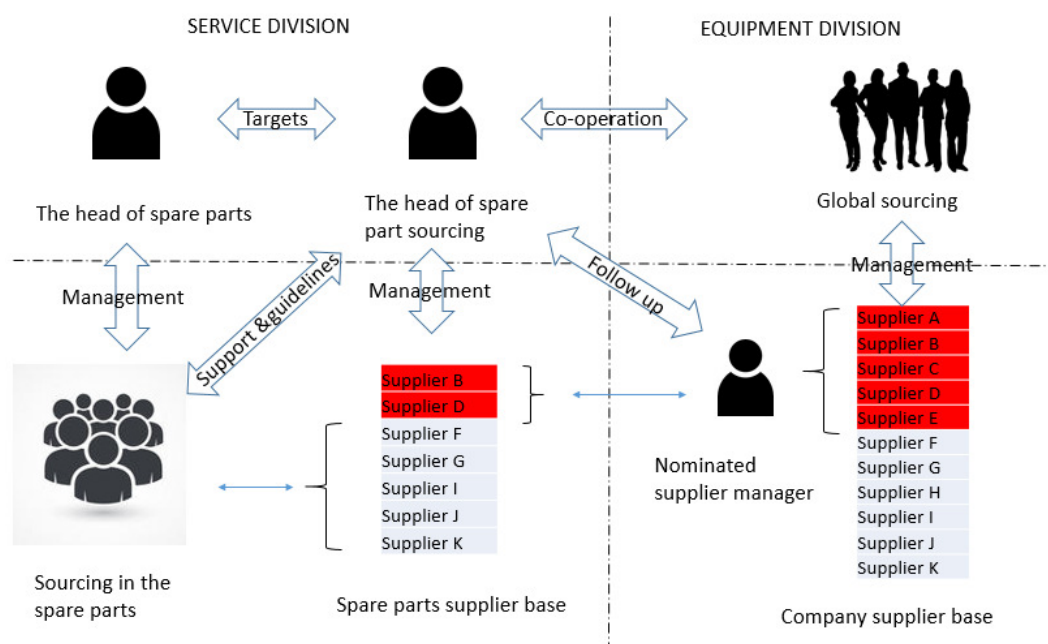 SERVICE DIVISION
EQUIPMENT DIVISION
Targets
Co-operation
The head of spare parts
The head of spare
part sourcing
Global sourcing
Management
Support &guidelines
Management
Follow up
Management
Supplier A
Supplier B
Supplier C
Supplier D
Supplier E
Supplier F
Supplier G
Supplier H
Supplier I
Supplier J
Supplier K
Supplier B
Supplier D
Supplier F
Supplier G
Supplier I
Supplier J
Supplier K
Nominated
supplier manager
Sourcing in the
spare parts
Spare parts supplier base
Company supplier base